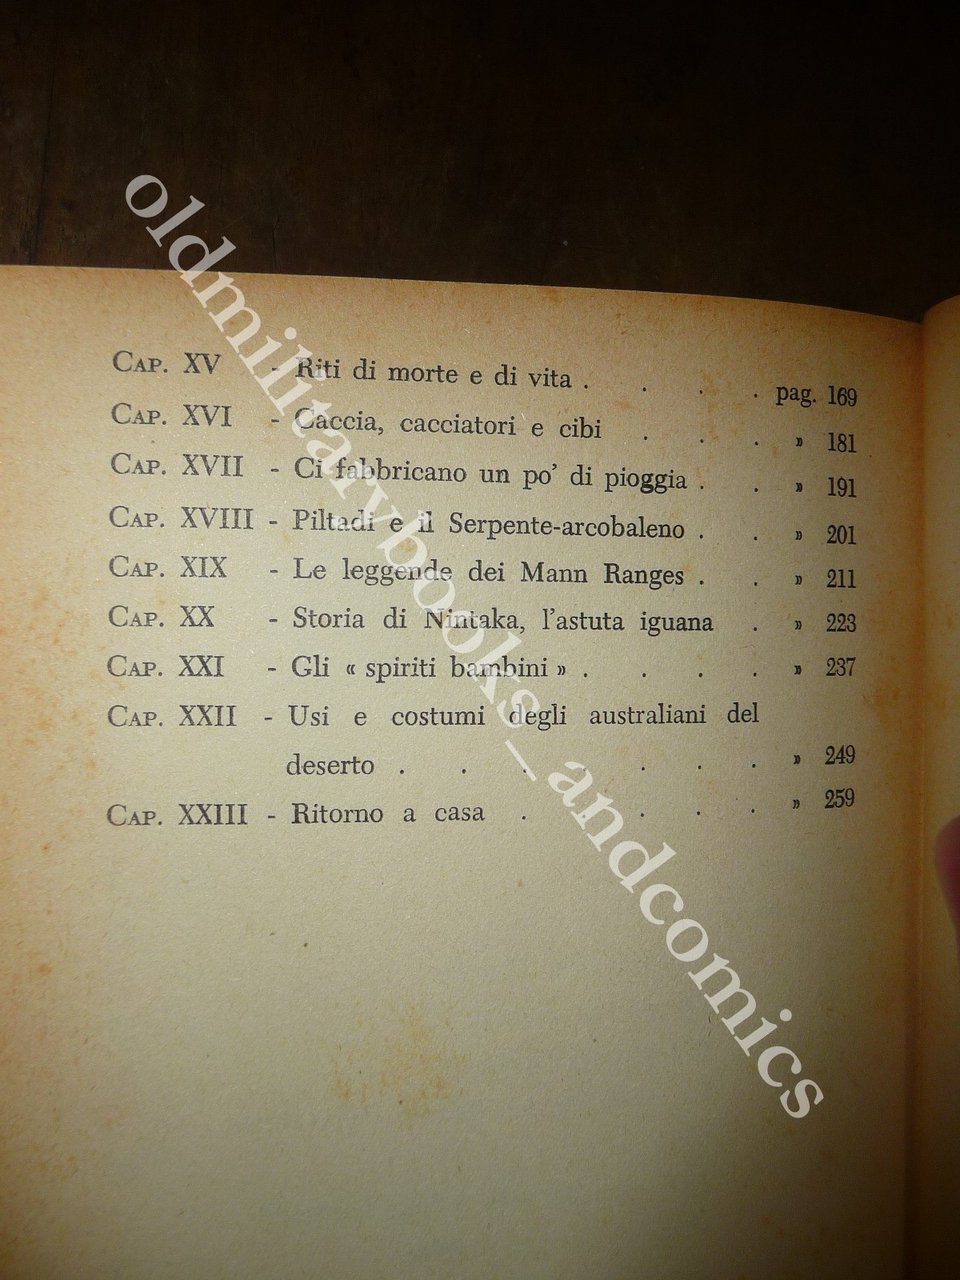 CAP. XV - Riti di morte e di vita . . . . pag. 169
CAP. XVI - Caccia, cacciatori e cibi . . . » 181
CAP. XVII - Ci fabbricano un po' di pioggia . . » 191
CAP. XVIII - Piltadi e il Serpente-arcobaleno . . » 201
CAP. XIX - Le leggende dei Mann Ranges . . » 211
CAP. XX - Storia di Nintaka, l'astuta iguana . » 223
CAP. XXI - Gli « spiriti bambini » . . . . » 237
CAP. XXII - Usi e costumi degli australiani del
deserto . . . . . . . » 249
CAP. XXIII - Ritorno a casa . . . . . » 259
oldmilitarybooks_andcomics